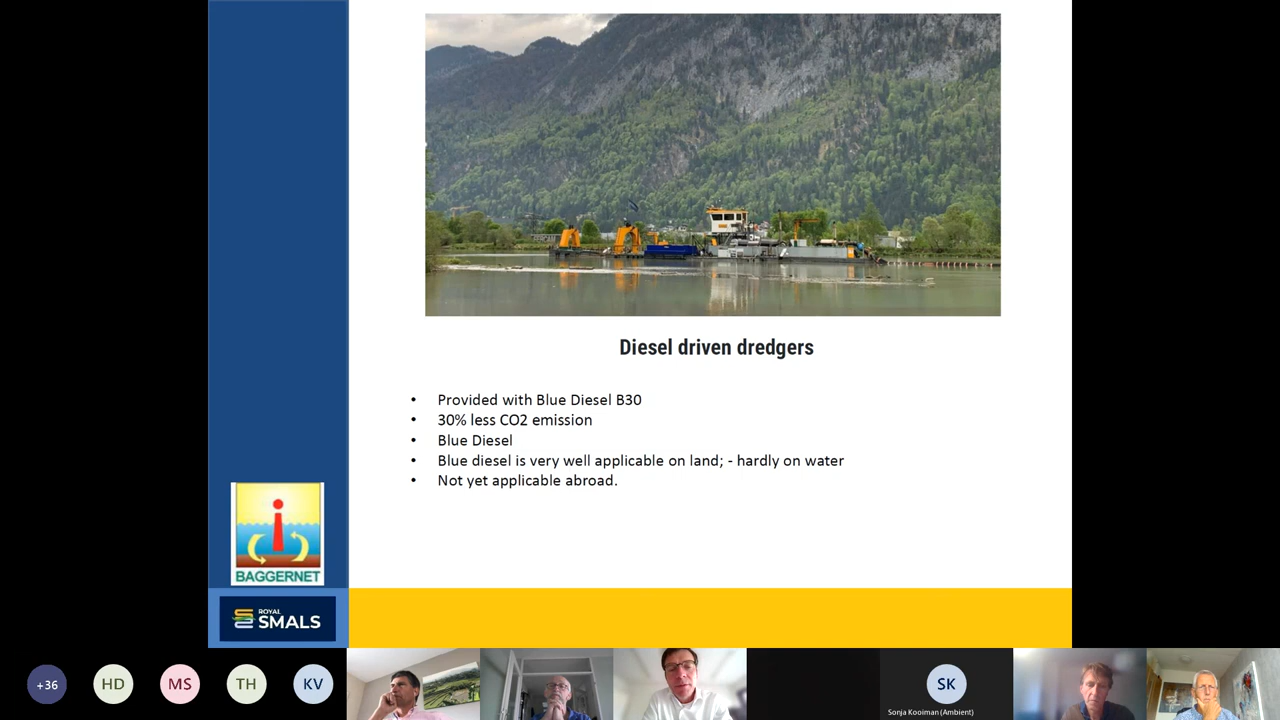 Diesel driven dredgers
• Provided with Blue Diesel B30
• 30% less CO2 emission
• Blue Diesel
• Blue diesel is very well applicable on land; - hardly on water
• Not yet applicable abroad.
BAGGERNET
ROYAL
SMALS
+36
HD
MS
TH
KV
SK
Sonja Kooiman (Ambient)